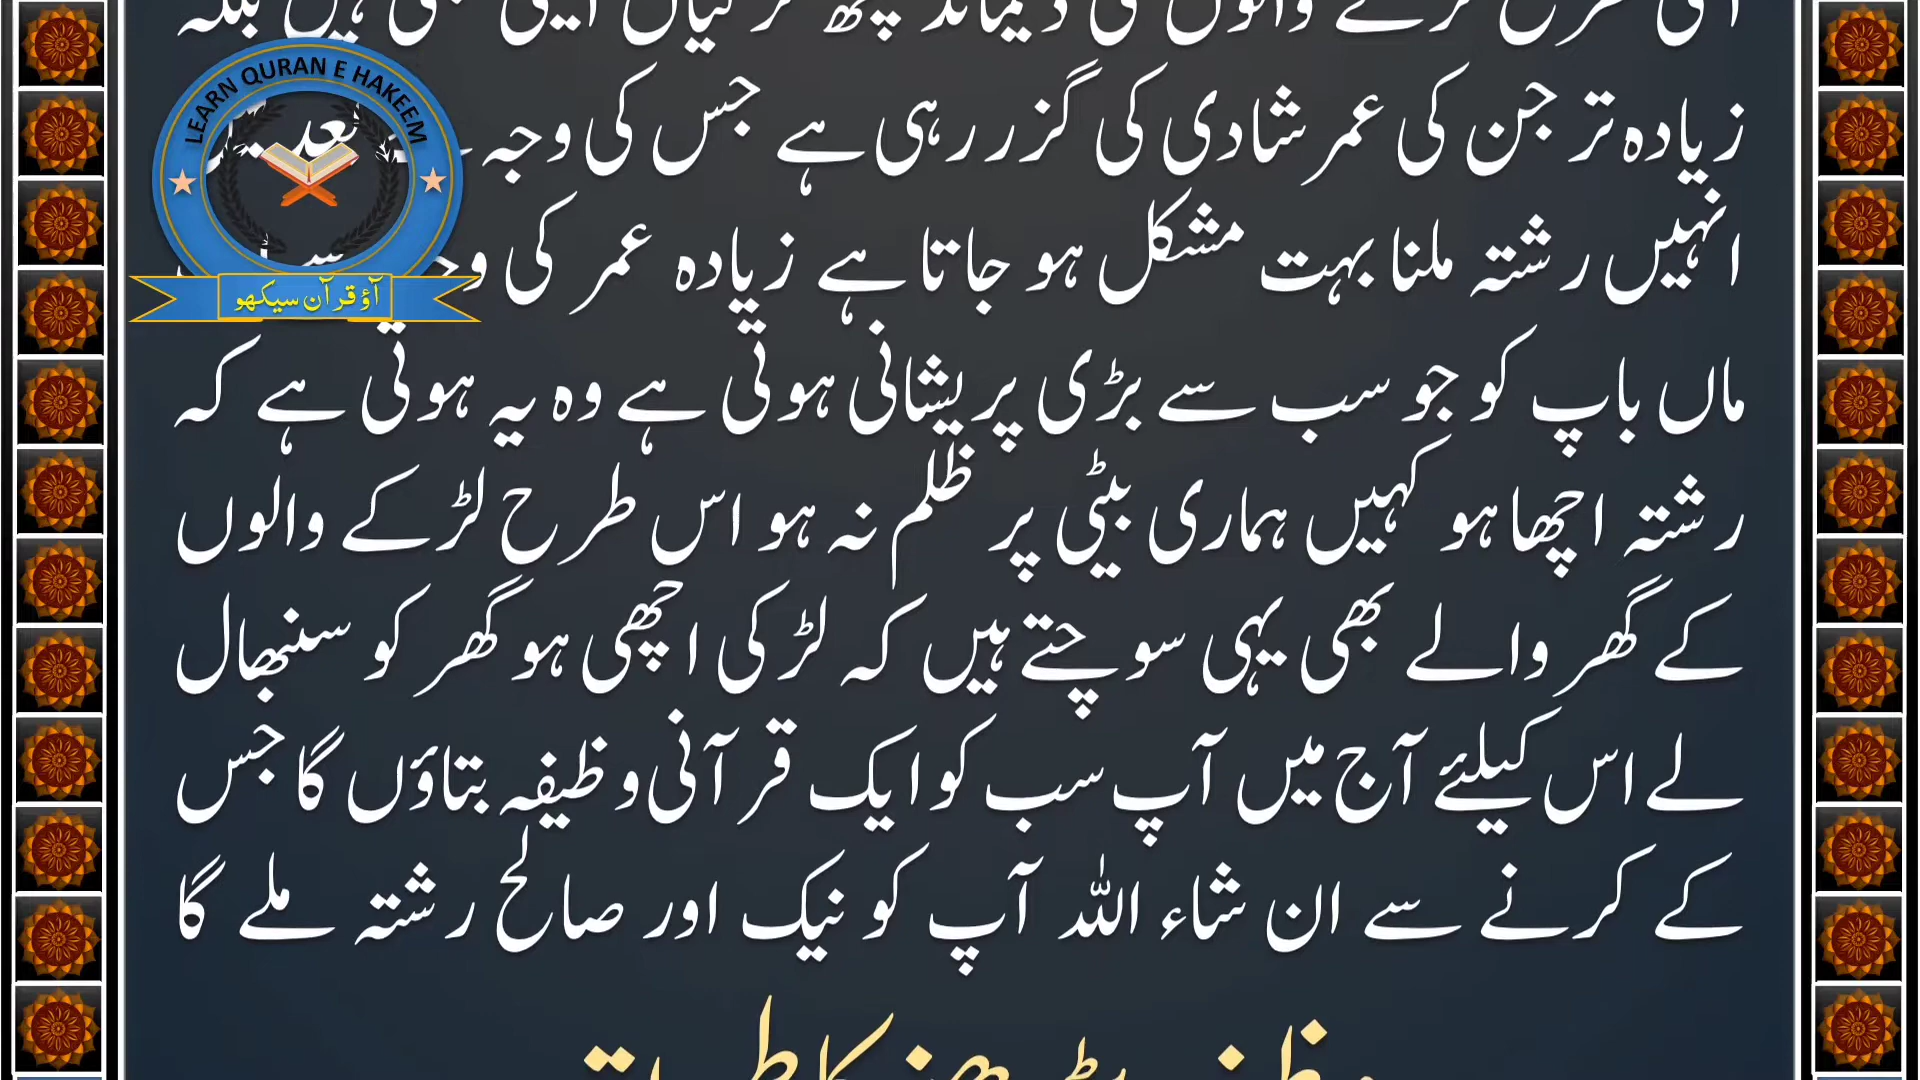 زیادہ تر جن کی عمر شادی کی گزر رہی ہے جس کی وجہ بعد
انہیں رشتہ ملنا بہت مشکل ہو جاتا ہے زیادہ عمر کی
ماں باپ کو جو سب سے بڑی پریشانی ہوتی ہے وہ یہ ہوتی ہے کہ
رشتہ اچھا ہو کہیں ہماری بیٹی پر ظلم نہ ہو اس طرح لڑکے والوں
کے گھر والے بھی یہی سوچتے ہیں کہ لڑکی اچھی ہو گھر کو سنبھال
لے اس کیلئے آج میں آپ سب کو ایک قرآنی وظیفہ بتاؤں گا جس
کے کرنے سے ان شاء اللہ آپ کو نیک اور صالح رشتہ ملے گا
LEARN QURAN E HAKEEM
آؤ قرآن سیکھو